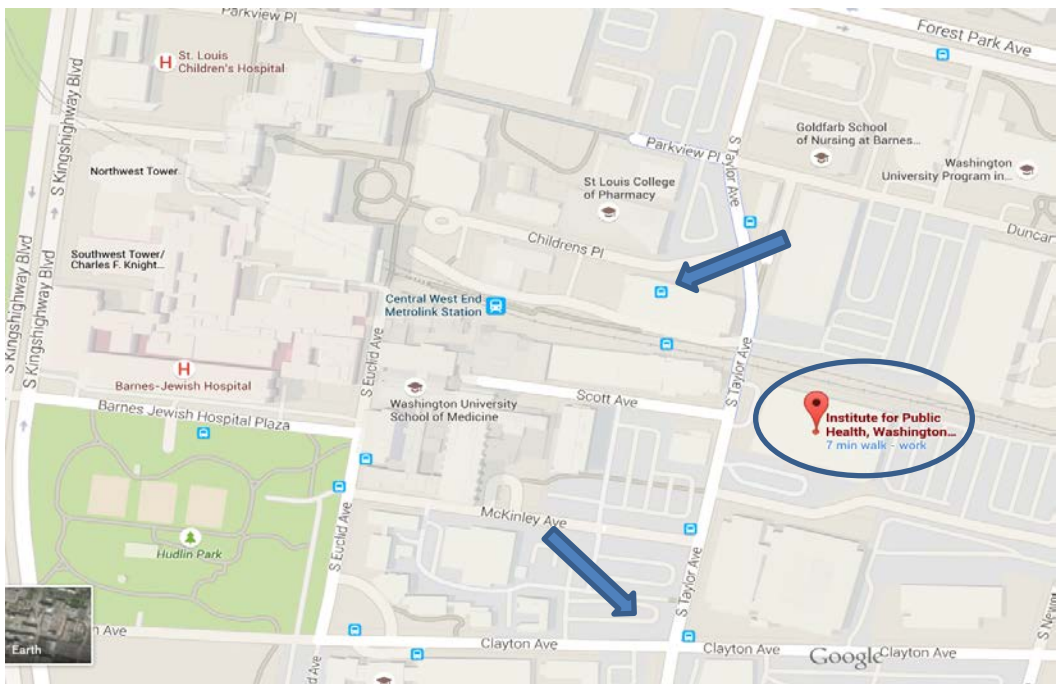 Parkview Pl
Forest Park Ave
H St. Louis
Children's Hospital
S Kingshighway Blvd
S Kingshighway Blvd
Goldfarb School
of Nursing at Barnes...
Parkview Pl
S Taylor Ave
Washington
University Program in...
Northwest Tower
St Louis College
of Pharmacy
Duncan
Childrens Pl
Southwest Tower/
Charles F. Knight...
Central West End
Metrolink Station
S Kingshighway Blvd
S Kingshighway Blvd
S Euclid Ave
S Taylor Ave
H
Barnes-Jewish Hospital
Washington University
School of Medicine
Scott Ave
Barnes Jewish Hospital Plaza
Institute for Public
Health, Washington...
7 min walk - work
McKinley Ave
S Euclid Ave
Hudlin Park
S Taylor Ave
Earth
n Ave
Clayton Ave
Clayton Ave
Google
Clayton Ave
d Ave